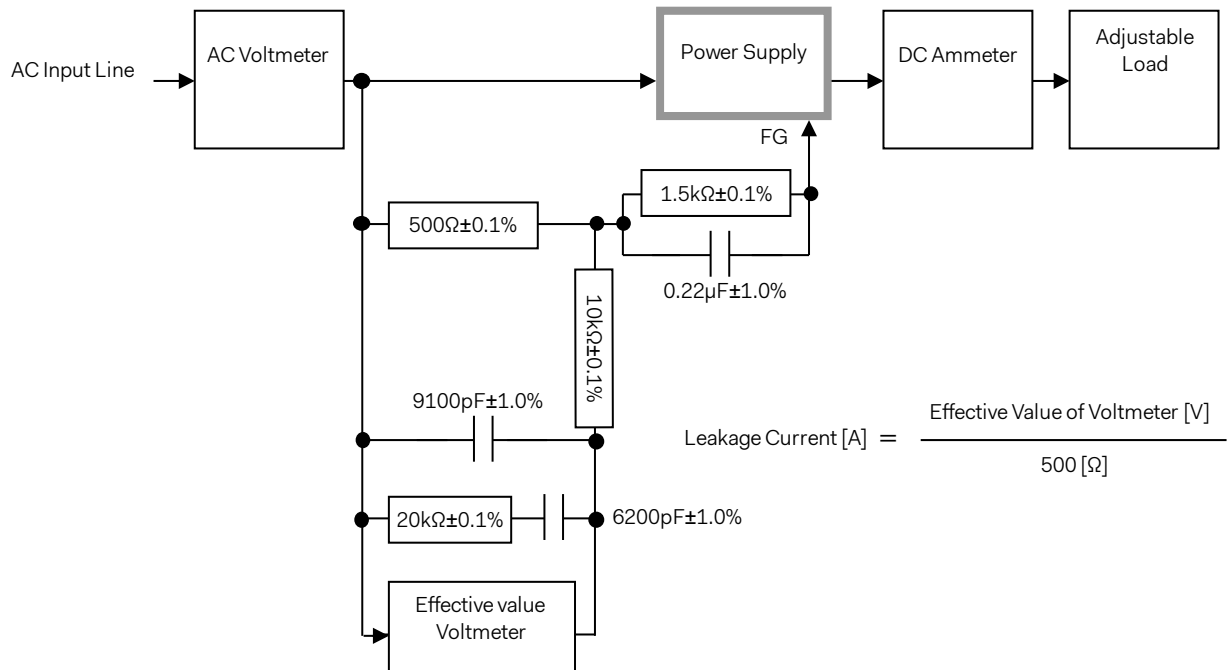 AC Input Line
AC Voltmeter
Power Supply
DC Ammeter
Adjustable
Load
FG
1.5kΩ±0.1%
500Ω±0.1%
0.22µF±1.0%
10kΩ±0.1%
9100pF±1.0%
Leakage Current [A] =
Effective Value of Voltmeter [V]
500 [Ω]
20kΩ±0.1%
6200pF±1.0%
Effective value
Voltmeter